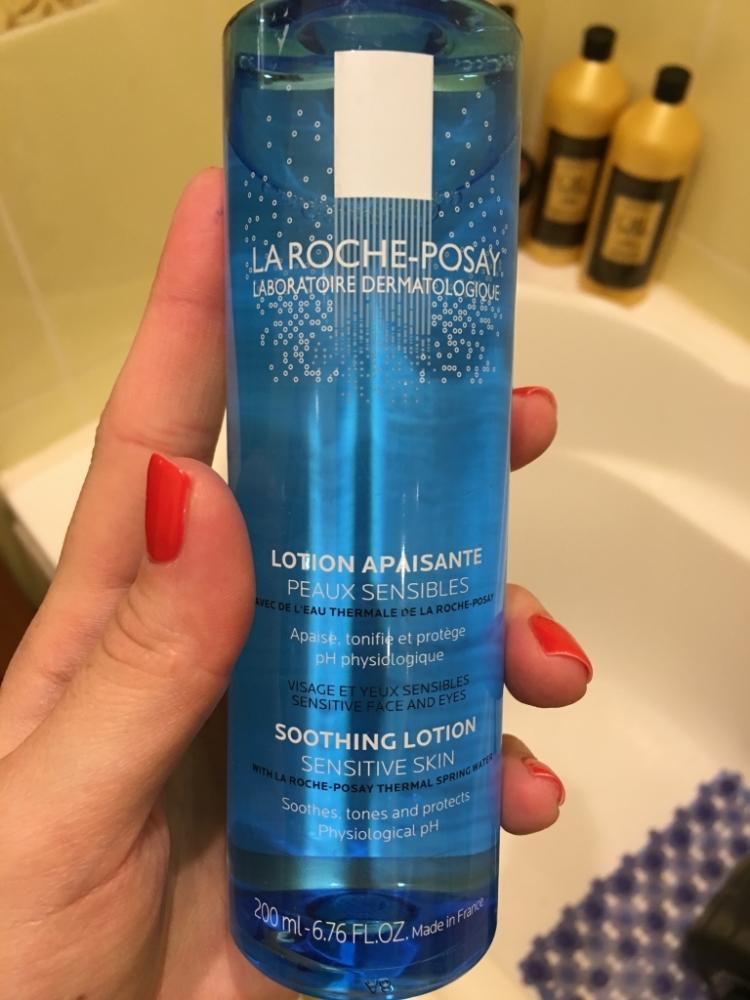 LA ROCHE-POSAY
LABORATOIRE DERMATOLOGIQUE
LOTION APAISANTE
PEAUX SENSIBLES
AVEC DE L'EAU THERMALE DE LA ROCHE-POSAY
Apaise, tonifie et protège
pH physiologique
VISAGE ET YEUX SENSIBLES
SENSITIVE FACE AND EYES
SOOTHING LOTION
SENSITIVE SKIN
WITH LA ROCHE-POSAY THERMAL SPRING WATER
Soothes, tones and protects
Physiological pH
200 ml - 6.76 FL.OZ. Made in France